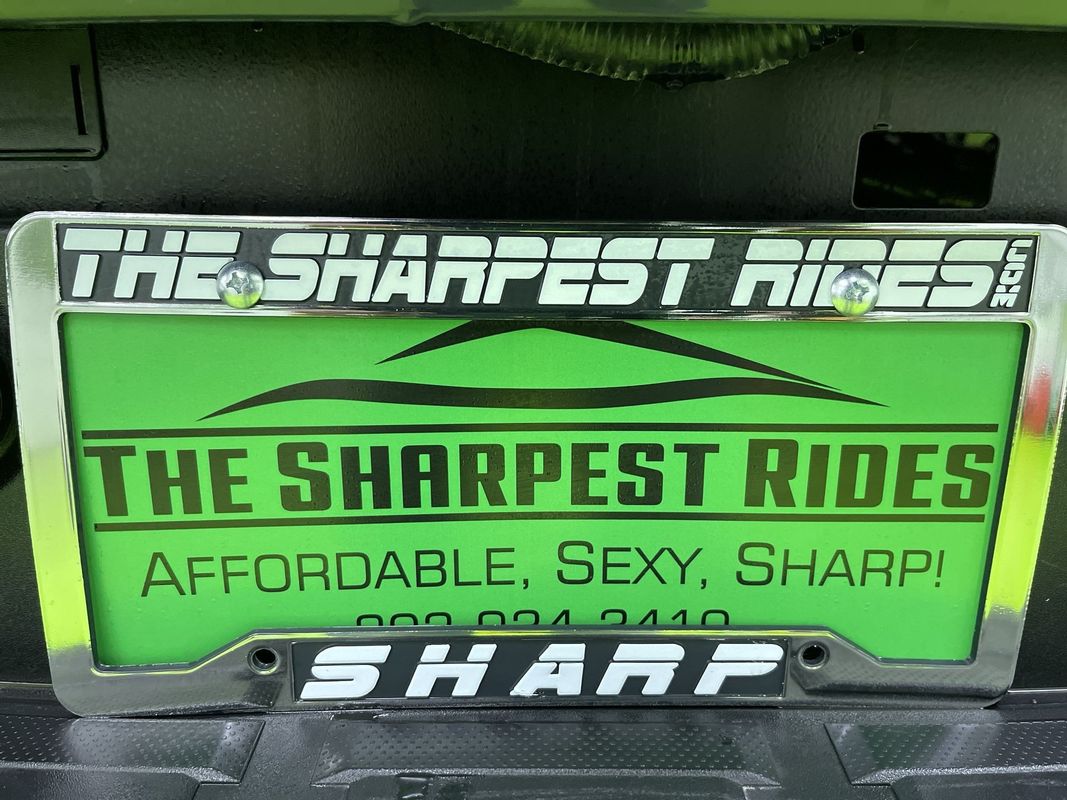 THE SHARPEST RIDES.com
THE SHARPEST RIDES
AFFORDABLE, SEXY, SHARP!
SHARP